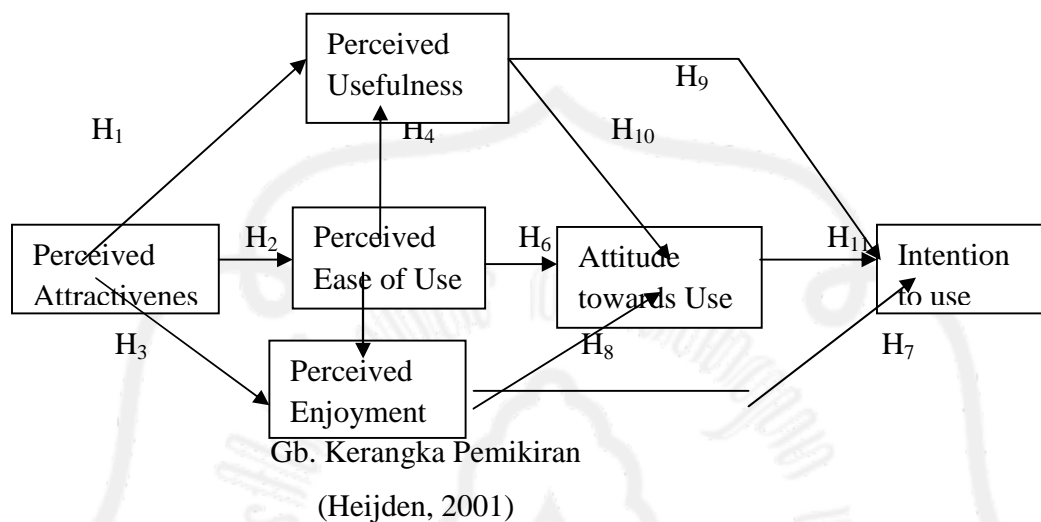 Perceived
Usefulness
H9
H1
H4
H10
Perceived
Attractivenes
H2
Perceived
Ease of Use
H6
Attitude
towards Use
H11
Intention
to use
H3
Perceived
Enjoyment
H8
H7
Gb. Kerangka Pemikiran
(Heijden, 2001)